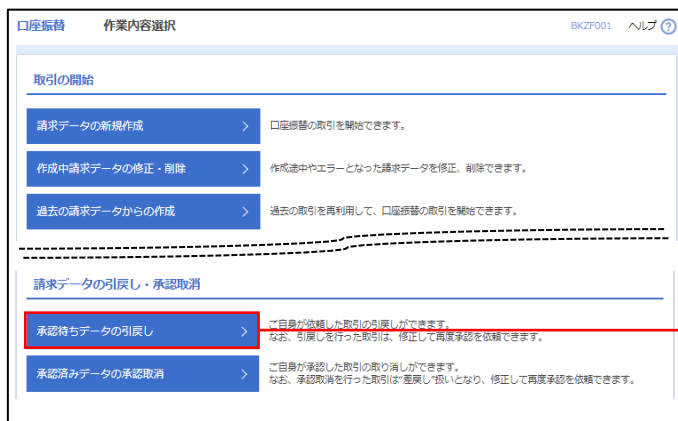 口座振替 作業内容選択 BKZF001 ヘルプ ?
取引の開始
請求データの新規作成 > 口座振替の取引を開始できます。
作成中請求データの修正・削除 > 作成途中やエラーとなった請求データを修正、削除できます。
過去の請求データからの作成 > 過去の取引を再利用して、口座振替の取引を開始できます。
請求データの引戻し・承認取消
承認待ちデータの引戻し > ご自身が依頼した取引の引戻しができます。
なお、引戻しを行った取引は、修正して再度承認を依頼できます。
承認済みデータの承認取消 > ご自身が承認した取引の取り消しができます。
なお、承認取消を行った取引は“差戻し”扱いとなり、修正して再度承認を依頼できます。